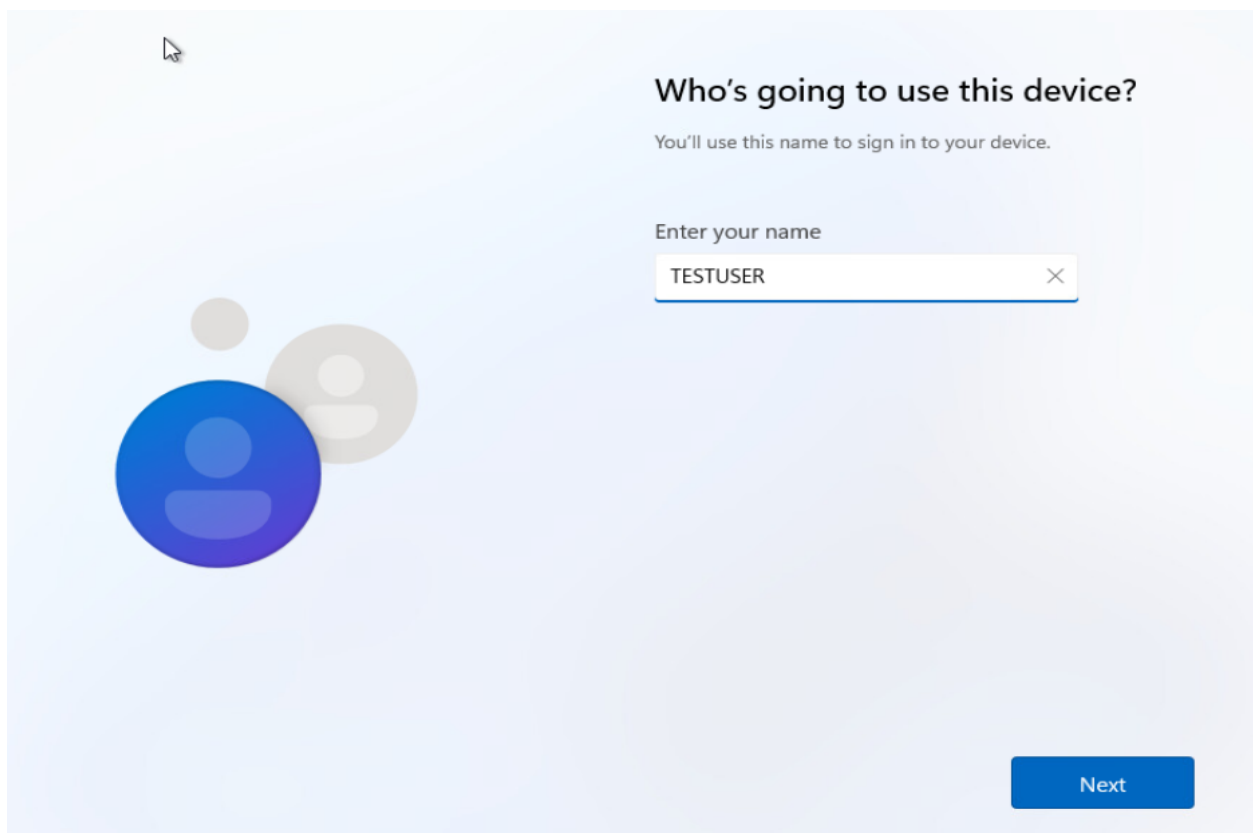 Who's going to use this device?
You'll use this name to sign in to your device.
Enter your name
TESTUSER
Next